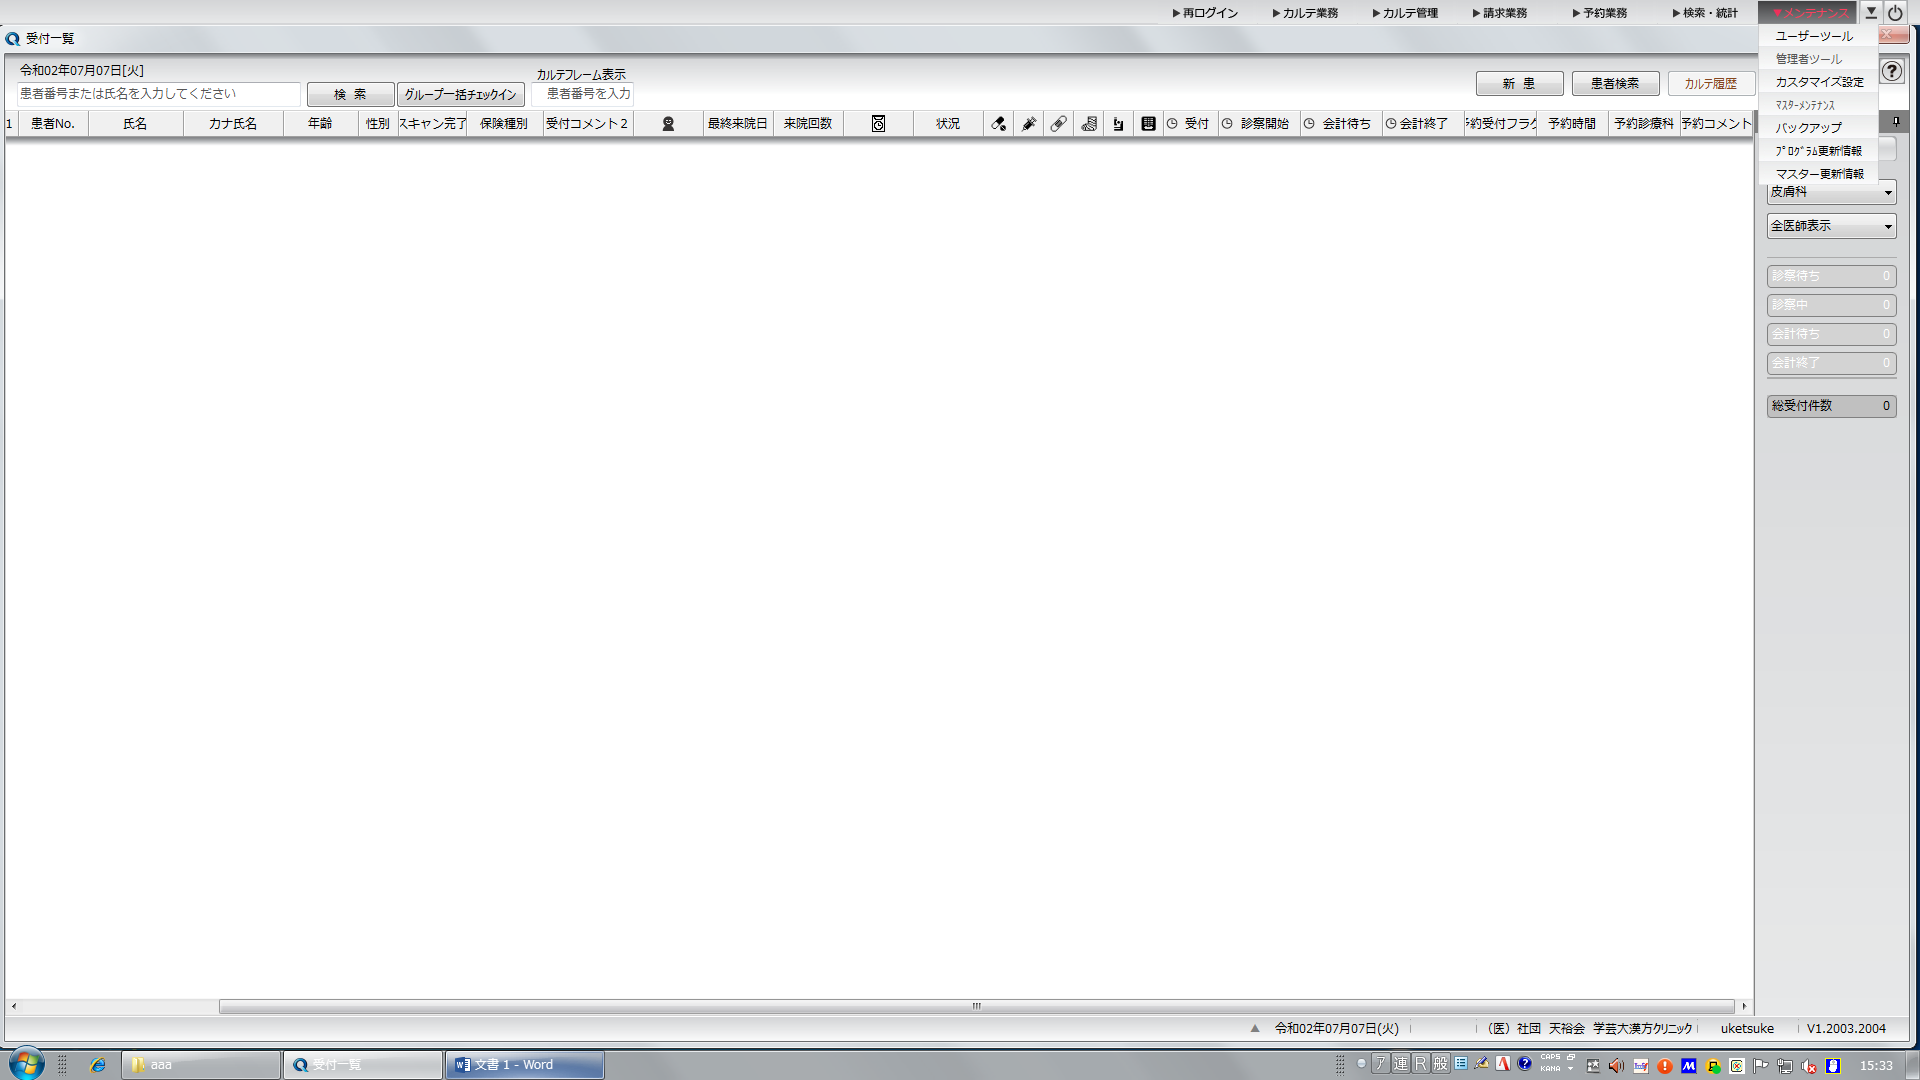 ▶再ログイン ▶カルテ業務 ▶カルテ管理 ▶請求業務 ▶予約業務 ▶検索・統計 ▼メンテナンス
受付一覧
ユーザーツール
管理者ツール
カスタマイズ設定
ﾏｽﾀｰﾒﾝﾃﾅﾝｽ
バックアップ
ﾌﾟﾛｸﾞﾗﾑ更新情報
マスター更新情報
令和02年07月07日[火]
カルテフレーム表示
患者番号または氏名を入力してください
検 索
グループ一括チェックイン
患者番号を入力
新 患
患者検索
カルテ履歴
1 患者No. 氏名 カナ氏名 年齢 性別 スキャン完了 保険種別 受付コメント2 最終来院日 来院回数 状況 受付 診察開始 会計待ち 会計終了 予約受付フラグ 予約時間 予約診療科 予約コメント
皮膚科
全医師表示
診察待ち 0
診察中 0
会計待ち 0
会計終了 0
総受付件数 0
令和02年07月07日(火) （医）社団 天裕会 学芸大漢方クリニック uketsuke V1.2003.2004
aaa 受付一覧 文書 1 - Word
ア 連 R 般 CAPS KANA
15:33